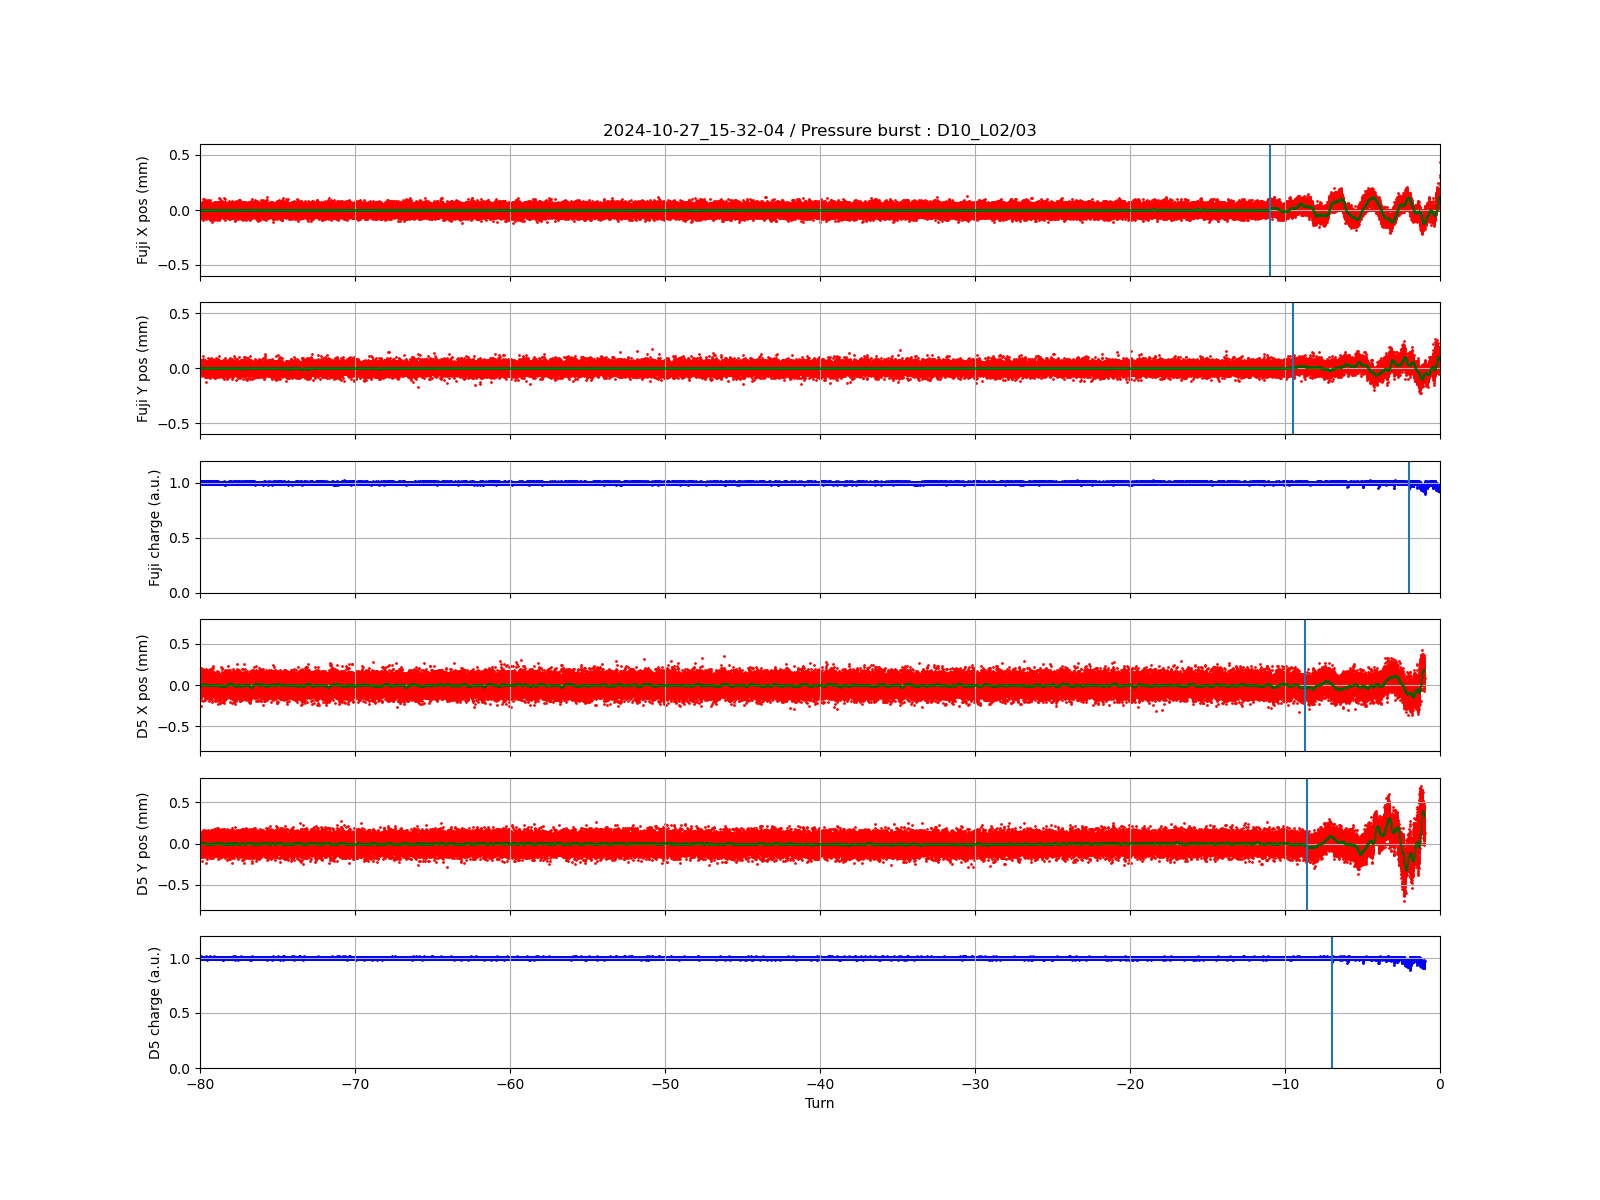 2024-10-27_15-32-04 / Pressure burst : D10_L02/03
Fuji X pos (mm)
0.5
0.0
−0.5
Fuji Y pos (mm)
0.5
0.0
−0.5
Fuji charge (a.u.)
1.0
0.5
0.0
D5 X pos (mm)
0.5
0.0
−0.5
D5 Y pos (mm)
0.5
0.0
−0.5
D5 charge (a.u.)
1.0
0.5
0.0
−80 −70 −60 −50 −40 −30 −20 −10 0
Turn